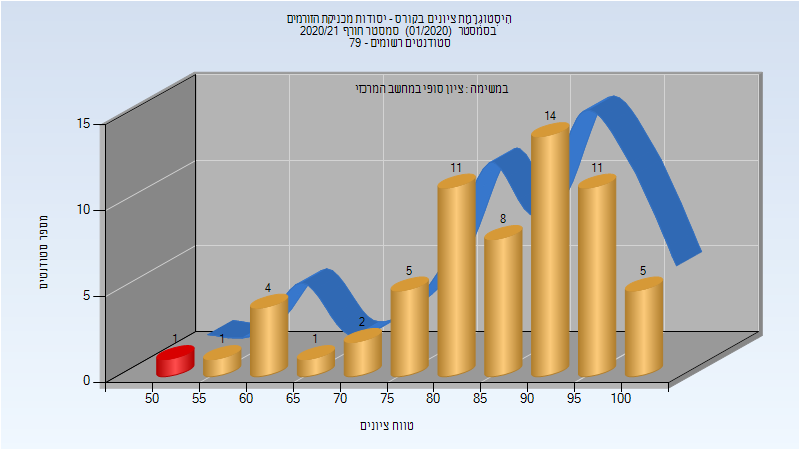 היסטוגרמת ציונים בקורס - יסודות מכניקת הזורמים
בסמסטר (01/2020) סמסטר חורף 2020/21
סטודנטים רשומים - 79
במשימה : ציון סופי במחשב המרכזי
מספר סטודנטים
15
10
5
0
1
1
4
1
2
5
11
8
14
11
5
50 55 60 65 70 75 80 85 90 95 100
טווח ציונים